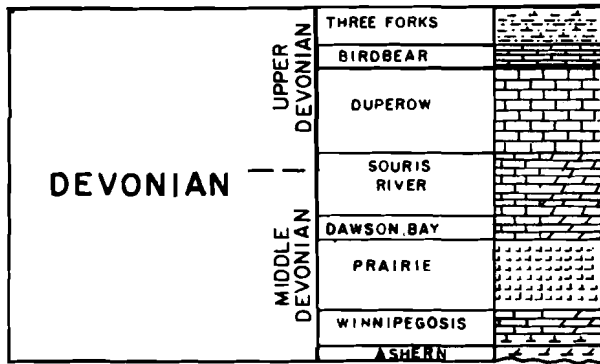 DEVONIAN
UPPER
DEVONIAN
MIDDLE
DEVONIAN
THREE FORKS
BIRDBEAR
DUPEROW
SOURIS
RIVER
DAWSON BAY
PRAIRIE
WINNIPEGOSIS
ASHERN